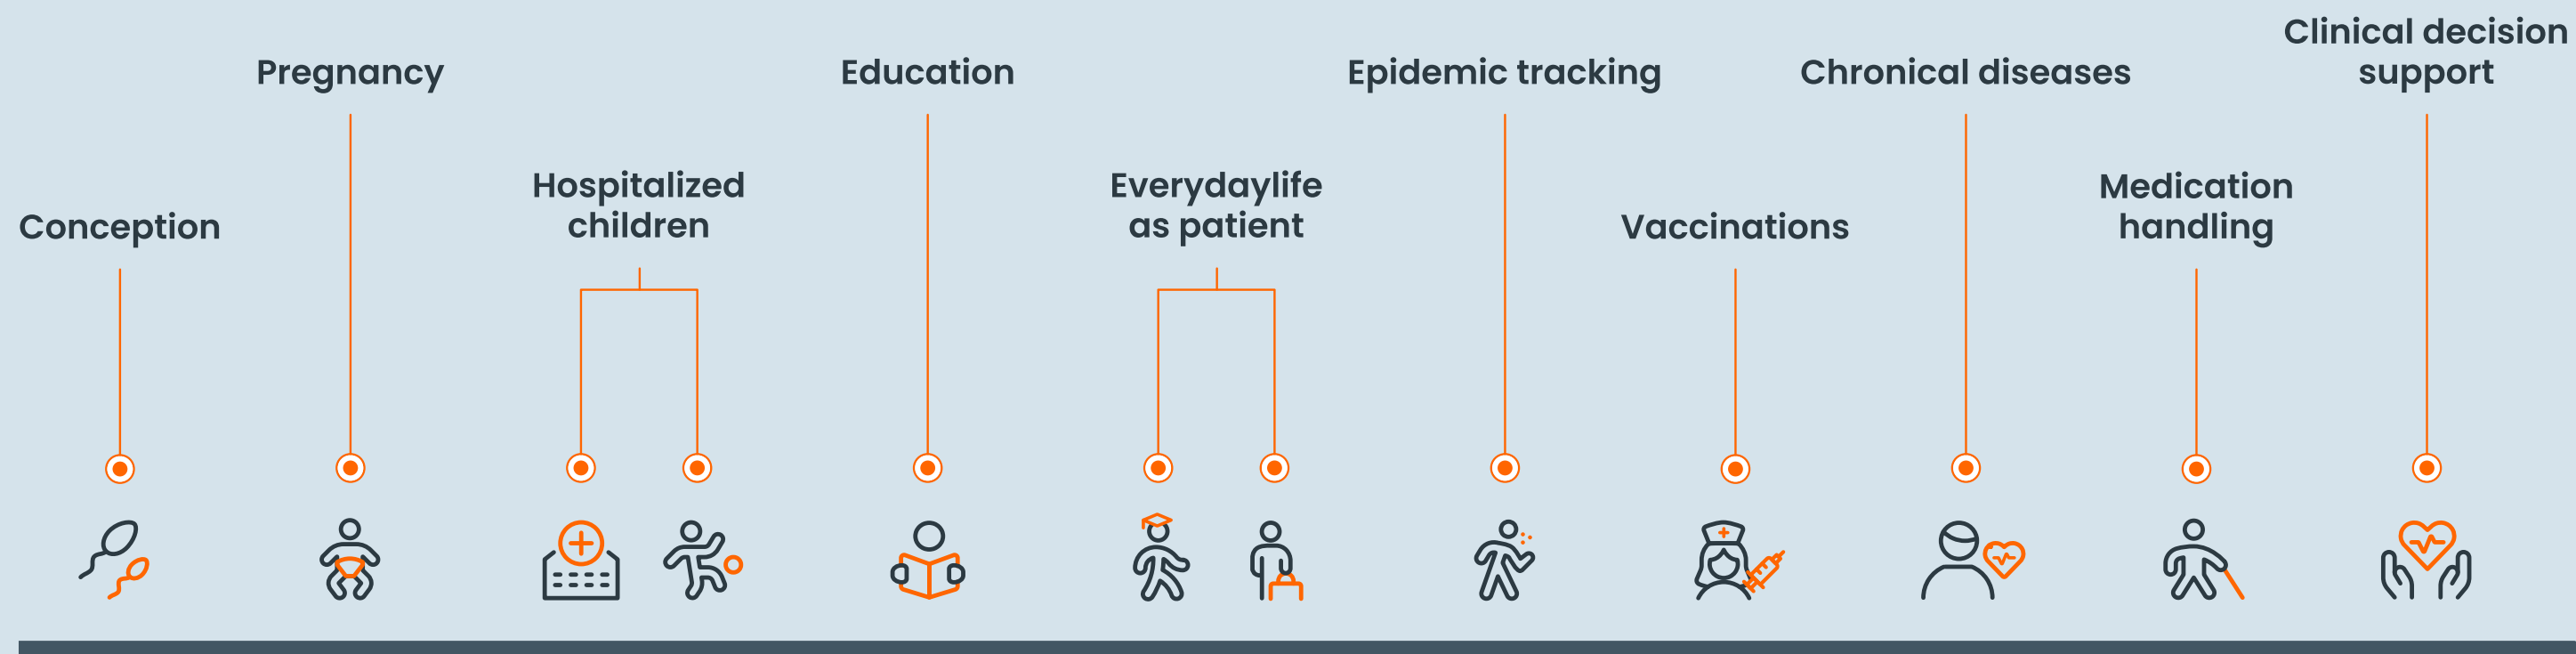 Conception
Pregnancy
Hospitalized
children
Education
Everydaylife
as patient
Epidemic tracking
Vaccinations
Chronical diseases
Medication
handling
Clinical decision
support